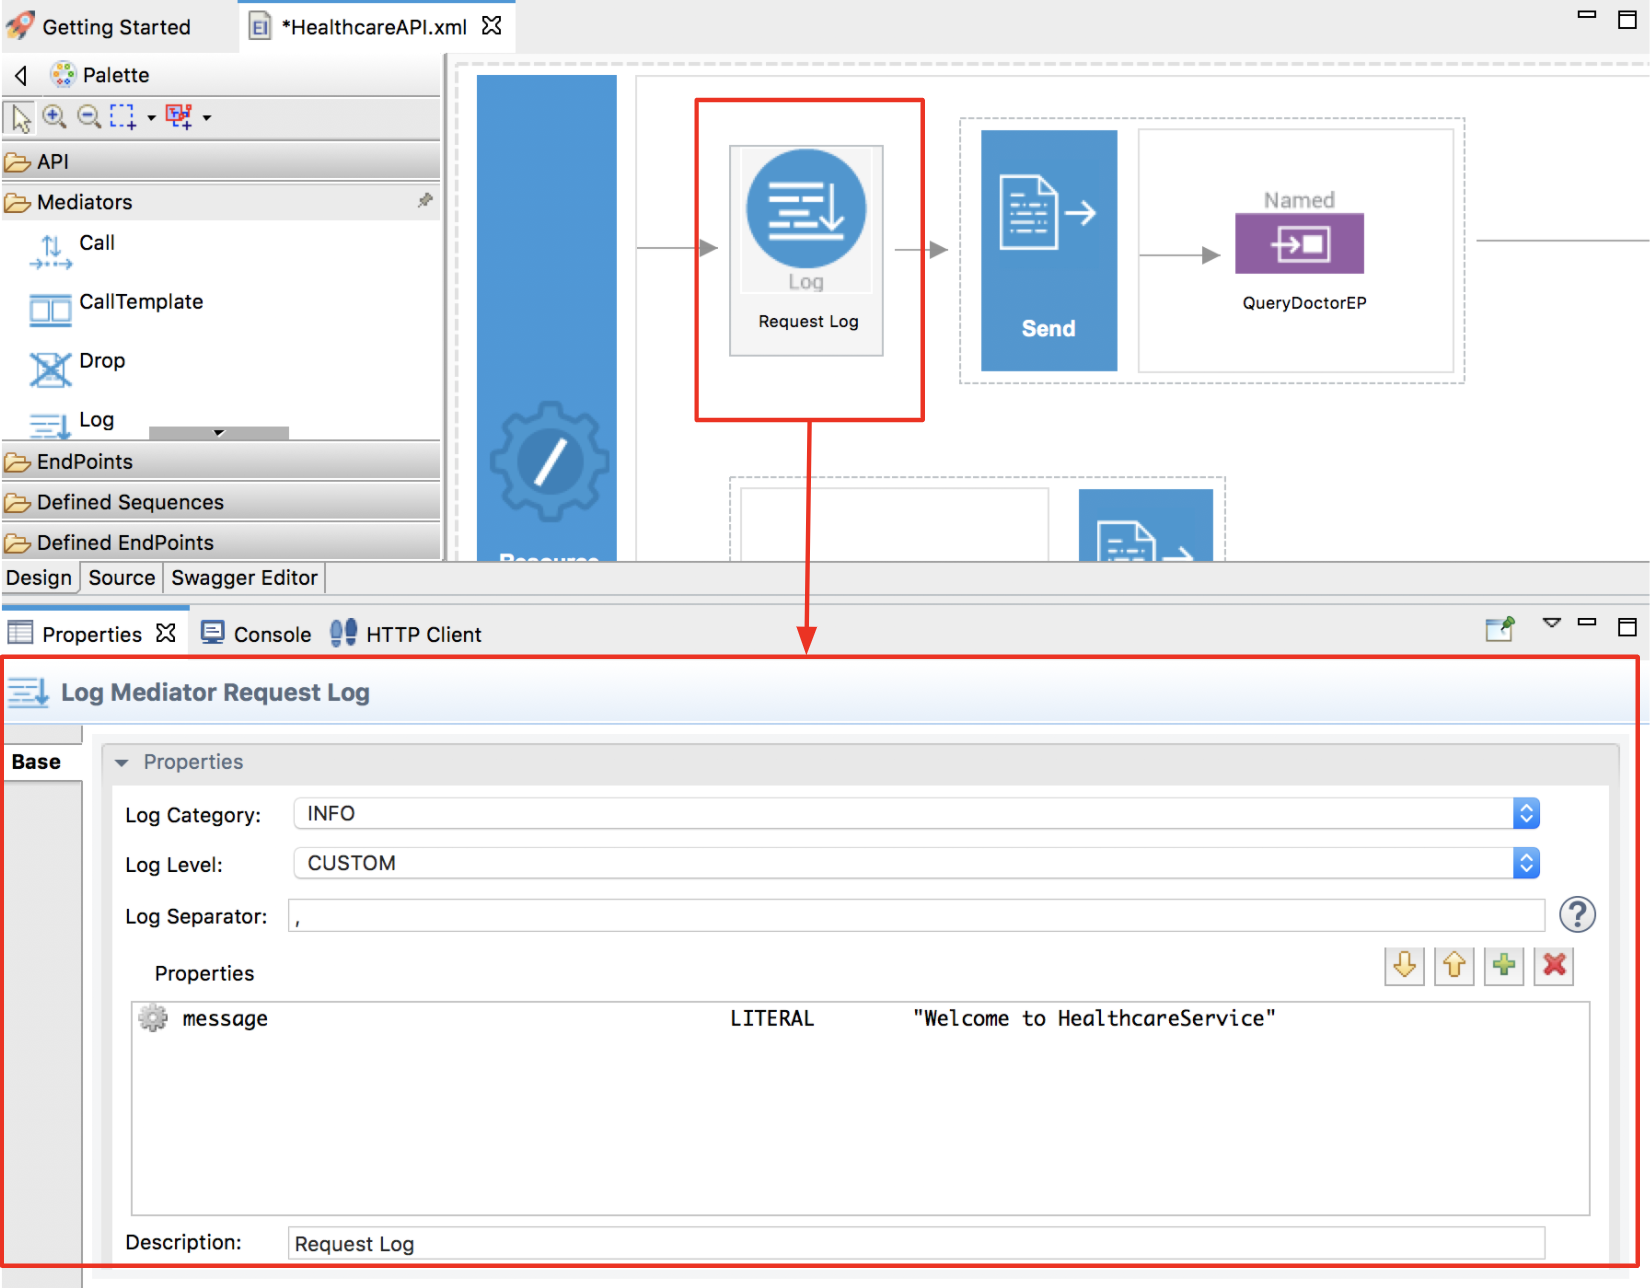 Getting Started
*HealthcareAPI.xml
Palette
API
Mediators
Call
CallTemplate
Drop
Log
EndPoints
Defined Sequences
Defined EndPoints
Log
Request Log
Send
Named
QueryDoctorEP
Resource
Design
Source
Swagger Editor
Properties
Console
HTTP Client
Log Mediator Request Log
Base
Properties
Log Category: INFO
Log Level: CUSTOM
Log Separator: ,
Properties
message LITERAL "Welcome to HealthcareService"
Description: Request Log